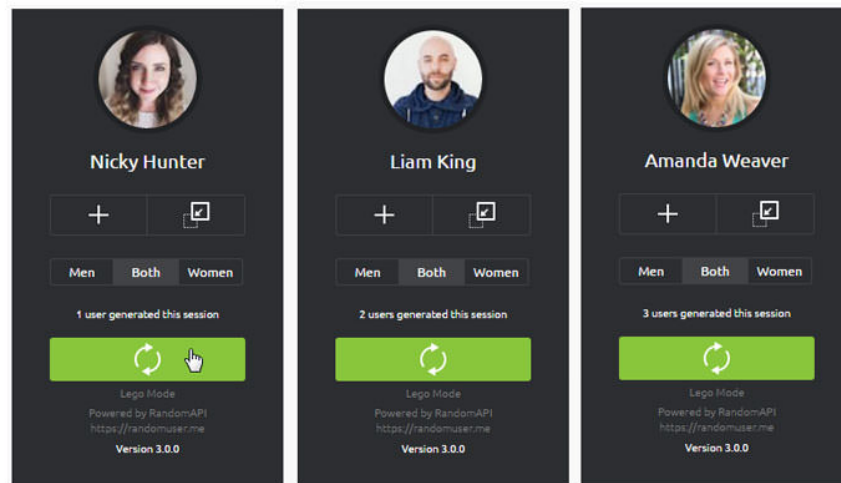 Nicky Hunter
Men Both Women
1 user generated this session
Lego Mode
Powered by RandomAPI
https://randomuser.me
Version 3.0.0
Liam King
Men Both Women
2 users generated this session
Lego Mode
Powered by RandomAPI
https://randomuser.me
Version 3.0.0
Amanda Weaver
Men Both Women
3 users generated this session
Lego Mode
Powered by RandomAPI
https://randomuser.me
Version 3.0.0